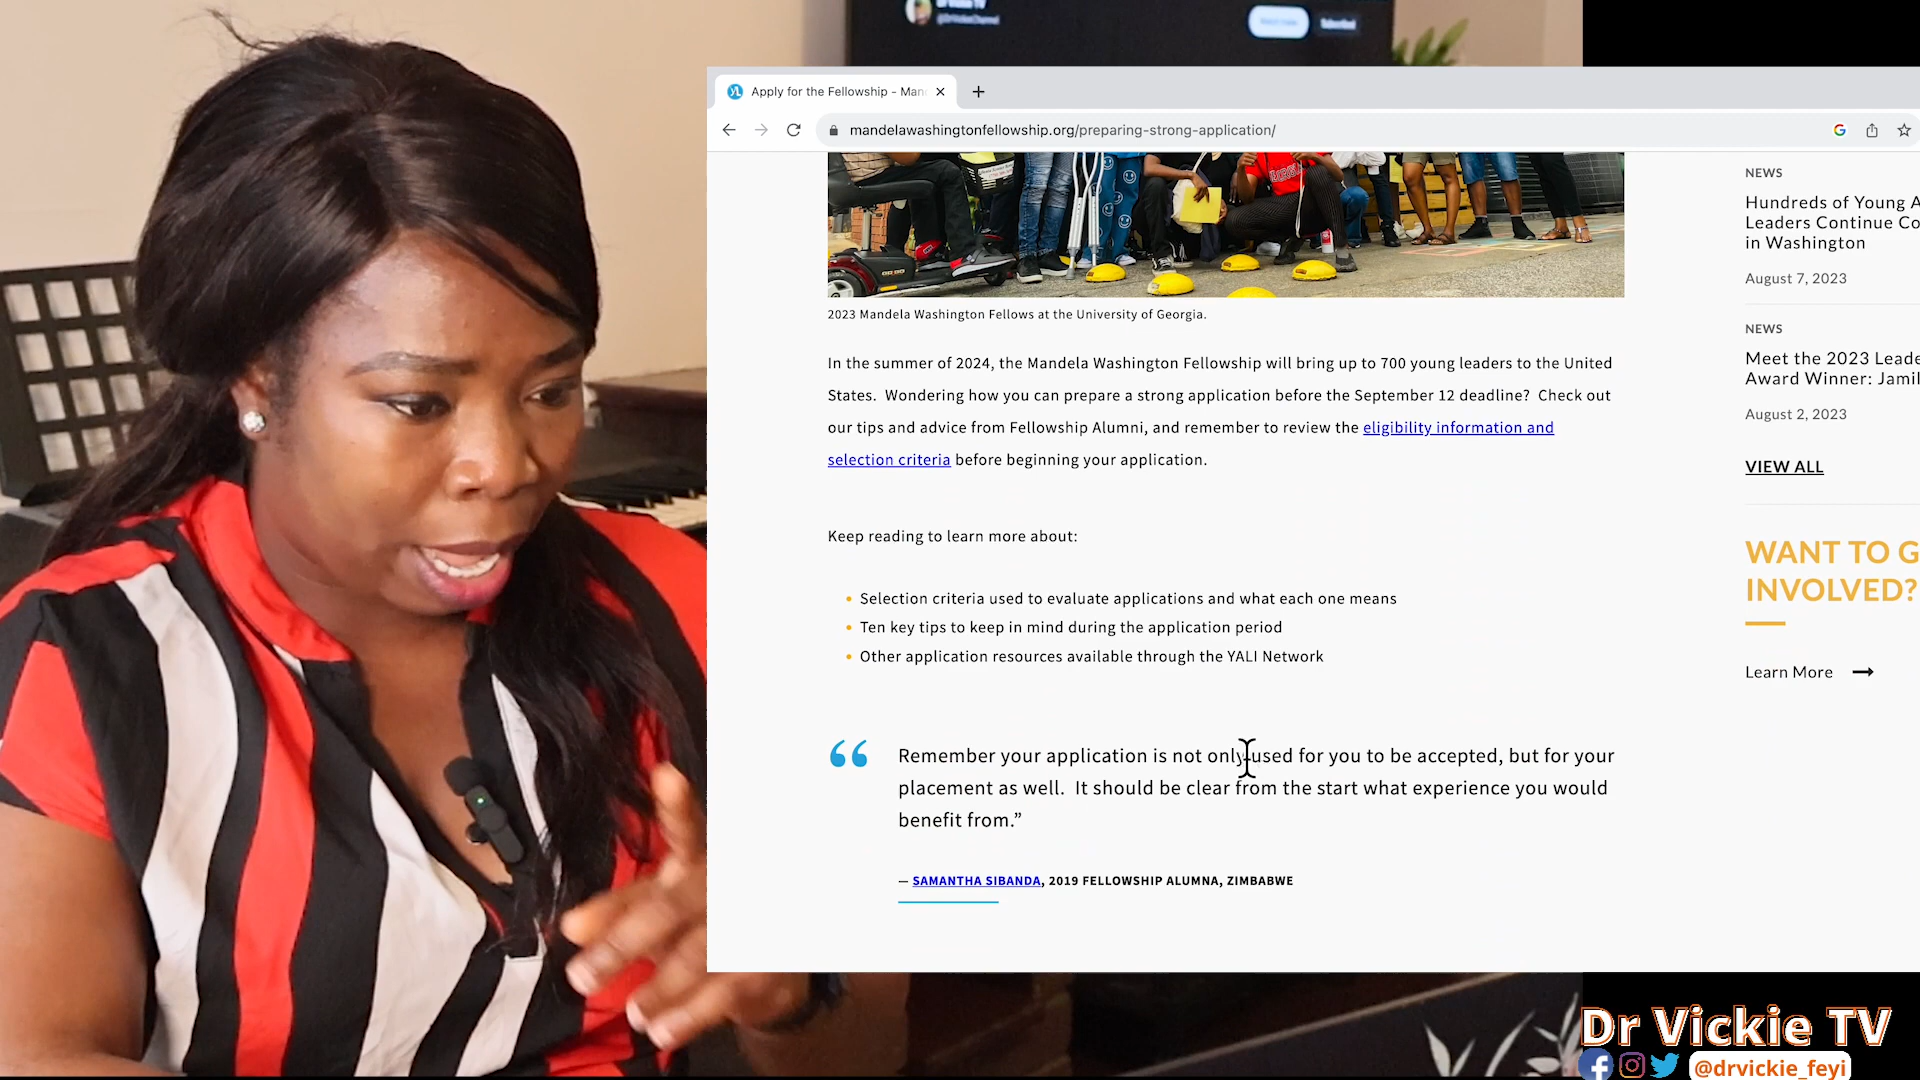 Apply for the Fellowship - Man
mandelawashingtonfellowship.org/preparing-strong-application/
2023 Mandela Washington Fellows at the University of Georgia.
In the summer of 2024, the Mandela Washington Fellowship will bring up to 700 young leaders to the United
States. Wondering how you can prepare a strong application before the September 12 deadline? Check out
our tips and advice from Fellowship Alumni, and remember to review the eligibility information and
selection criteria before beginning your application.
Keep reading to learn more about:
• Selection criteria used to evaluate applications and what each one means
• Ten key tips to keep in mind during the application period
• Other application resources available through the YALI Network
“ Remember your application is not only used for you to be accepted, but for your
placement as well. It should be clear from the start what experience you would
benefit from.”
— SAMANTHA SIBANDA, 2019 FELLOWSHIP ALUMNA, ZIMBABWE
NEWS
Hundreds of Young A
Leaders Continue Co
in Washington
August 7, 2023
NEWS
Meet the 2023 Leade
Award Winner: Jamil
August 2, 2023
VIEW ALL
WANT TO G
INVOLVED?
Learn More
Dr Vickie TV
@drvickie_feyi